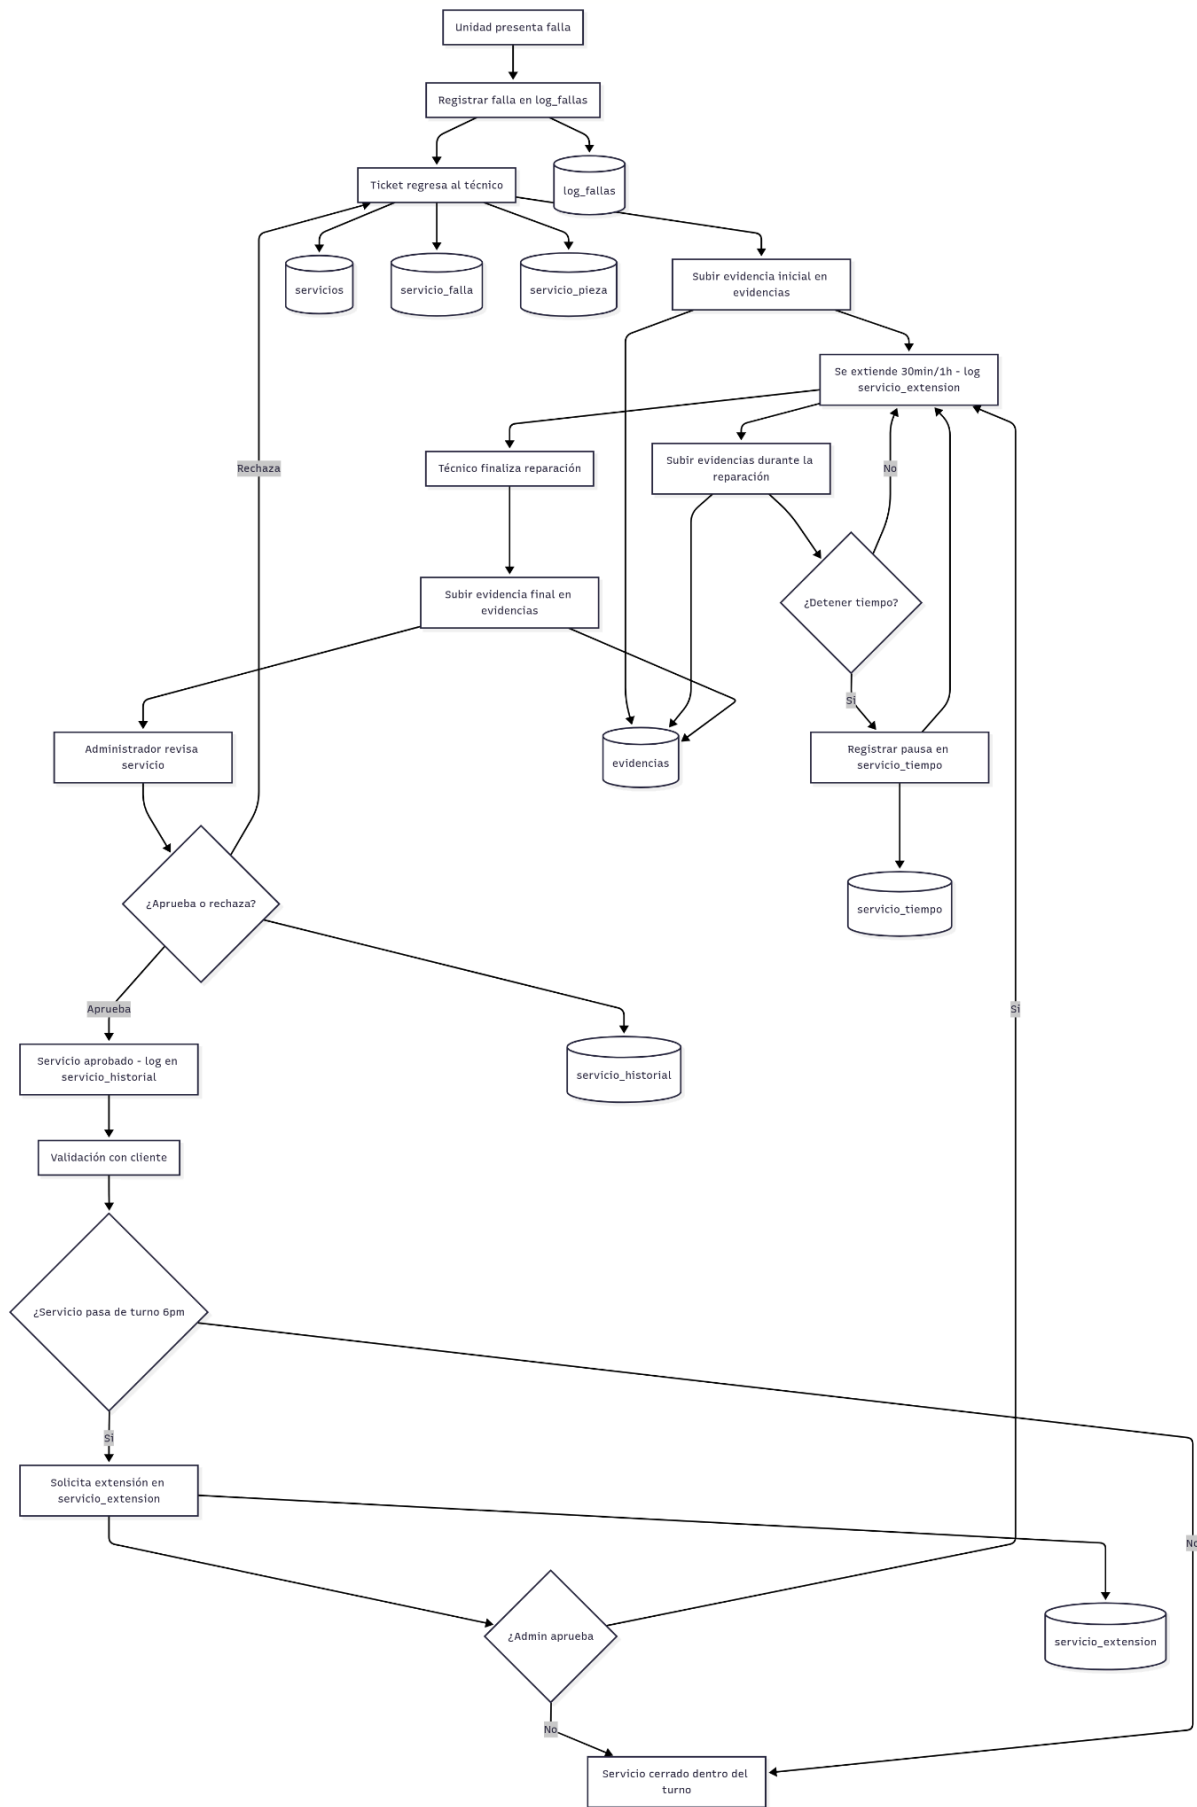 Unidad presenta falla
Registrar falla en log_fallas
Ticket regresa al técnico
log_fallas
servicios
servicio_falla
servicio_pieza
Subir evidencia inicial en
evidencias
Se extiende 30min/1h - log
servicio_extension
Rechaza
Técnico finaliza reparación
Subir evidencias durante la
reparación
No
Subir evidencia final en
evidencias
¿Detener tiempo?
Si
Administrador revisa
servicio
evidencias
Registrar pausa en
servicio_tiempo
¿Aprueba o rechaza?
servicio_tiempo
Aprueba
Si
Servicio aprobado - log en
servicio_historial
servicio_historial
Validación con cliente
¿Servicio pasa de turno 6pm
Si
Solicita extensión en
servicio_extension
No
¿Admin aprueba
servicio_extension
No
Servicio cerrado dentro del
turno